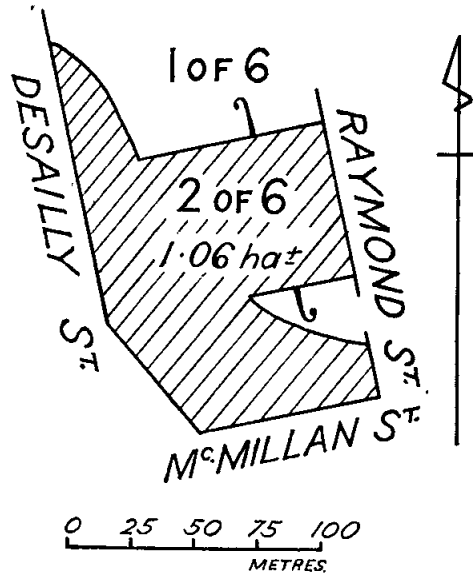 1 OF 6
DESAILLY ST.
RAYMOND ST.
2 OF 6
1.06 ha±
McMILLAN ST.
0 25 50 75 100
METRES.